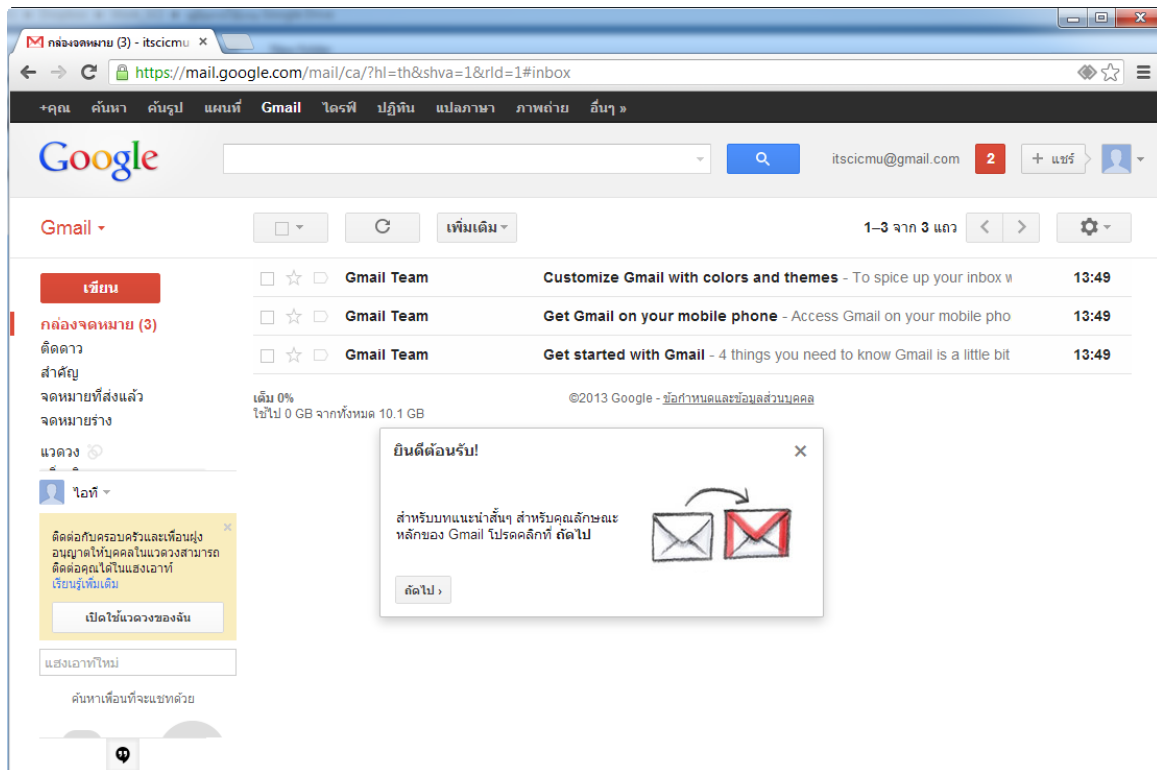 กล่องจดหมาย (3) - itscicmu
https://mail.google.com/mail/ca/?hl=th&shva=1&rld=1#inbox
+คุณ ค้นหา ค้นรูป แผนที่ Gmail ไดรฟ์ ปฏิทิน แปลภาษา ภาพถ่าย อื่นๆ »
Google itscicmu@gmail.com 2 + แชร์
Gmail เพิ่มเติม 1–3 จาก 3 แถว
เขียน
กล่องจดหมาย (3)
ติดดาว
สำคัญ
จดหมายที่ส่งแล้ว
จดหมายร่าง
แวดวง
ไอที
ติดต่อกับครอบครัวและเพื่อนฝูง
อนุญาตให้บุคคลในแวดวงสามารถ
ติดต่อคุณได้ในแฮงเอาท์
เรียนรู้เพิ่มเติม
เปิดใช้แวดวงของฉัน
แฮงเอาท์ใหม่
ค้นหาเพื่อนที่จะแชทด้วย
Gmail Team Customize Gmail with colors and themes - To spice up your inbox w 13:49
Gmail Team Get Gmail on your mobile phone - Access Gmail on your mobile pho 13:49
Gmail Team Get started with Gmail - 4 things you need to know Gmail is a little bit 13:49
เต็ม 0%
ใช้ไป 0 GB จากทั้งหมด 10.1 GB
©2013 Google - ข้อกำหนดและข้อมูลส่วนบุคคล
ยินดีต้อนรับ!
สำหรับบทแนะนำสั้นๆ สำหรับคุณลักษณะ
หลักของ Gmail โปรดคลิกที่ ถัดไป
ถัดไป ›